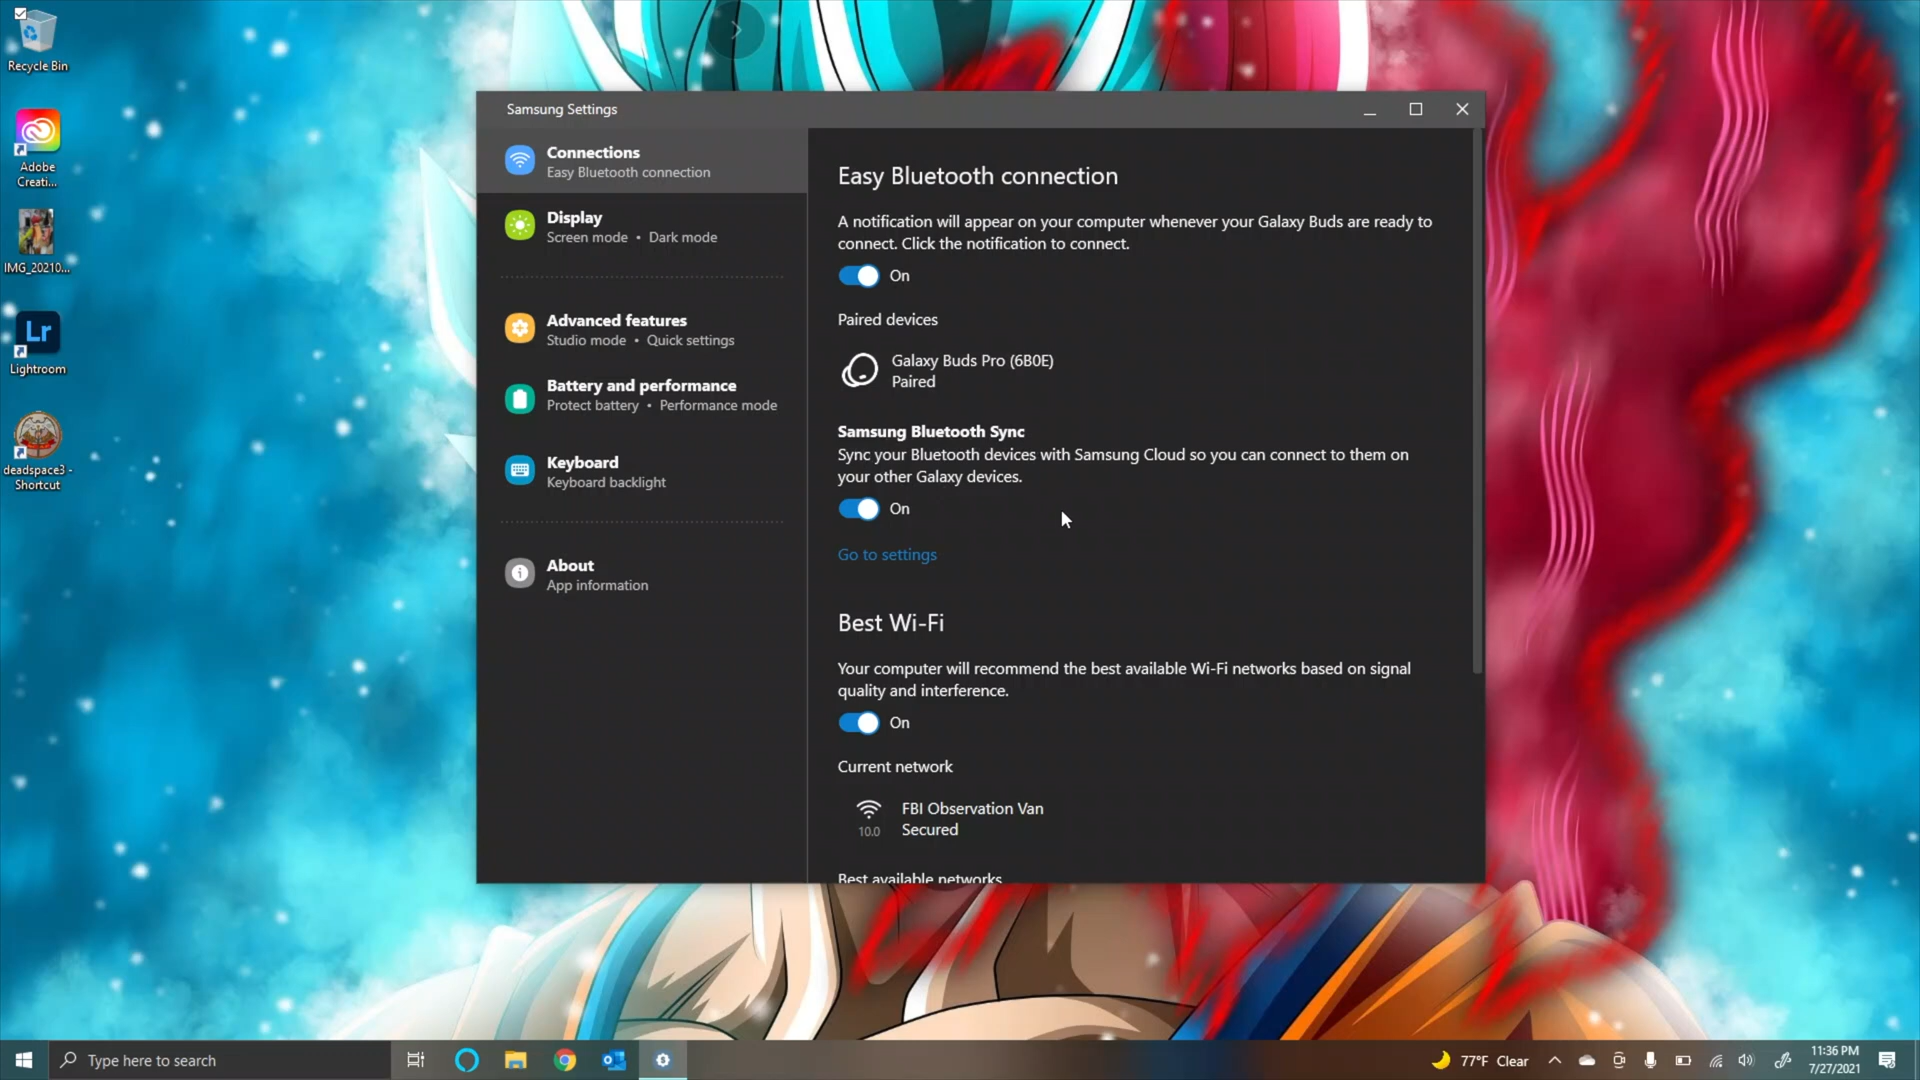 Recycle Bin
Adobe
Creati...
IMG_20210...
Lr
Lightroom
deadspace3 -
Shortcut
Samsung Settings
Connections
Easy Bluetooth connection
Display
Screen mode • Dark mode
Advanced features
Studio mode • Quick settings
Battery and performance
Protect battery • Performance mode
Keyboard
Keyboard backlight
About
App information
Easy Bluetooth connection
A notification will appear on your computer whenever your Galaxy Buds are ready to
connect. Click the notification to connect.
On
Paired devices
Galaxy Buds Pro (6B0E)
Paired
Samsung Bluetooth Sync
Sync your Bluetooth devices with Samsung Cloud so you can connect to them on
your other Galaxy devices.
On
Go to settings
Best Wi-Fi
Your computer will recommend the best available Wi-Fi networks based on signal
quality and interference.
On
Current network
FBI Observation Van
10.0 Secured
Best available networks
Type here to search
77°F Clear
11:36 PM
7/27/2021